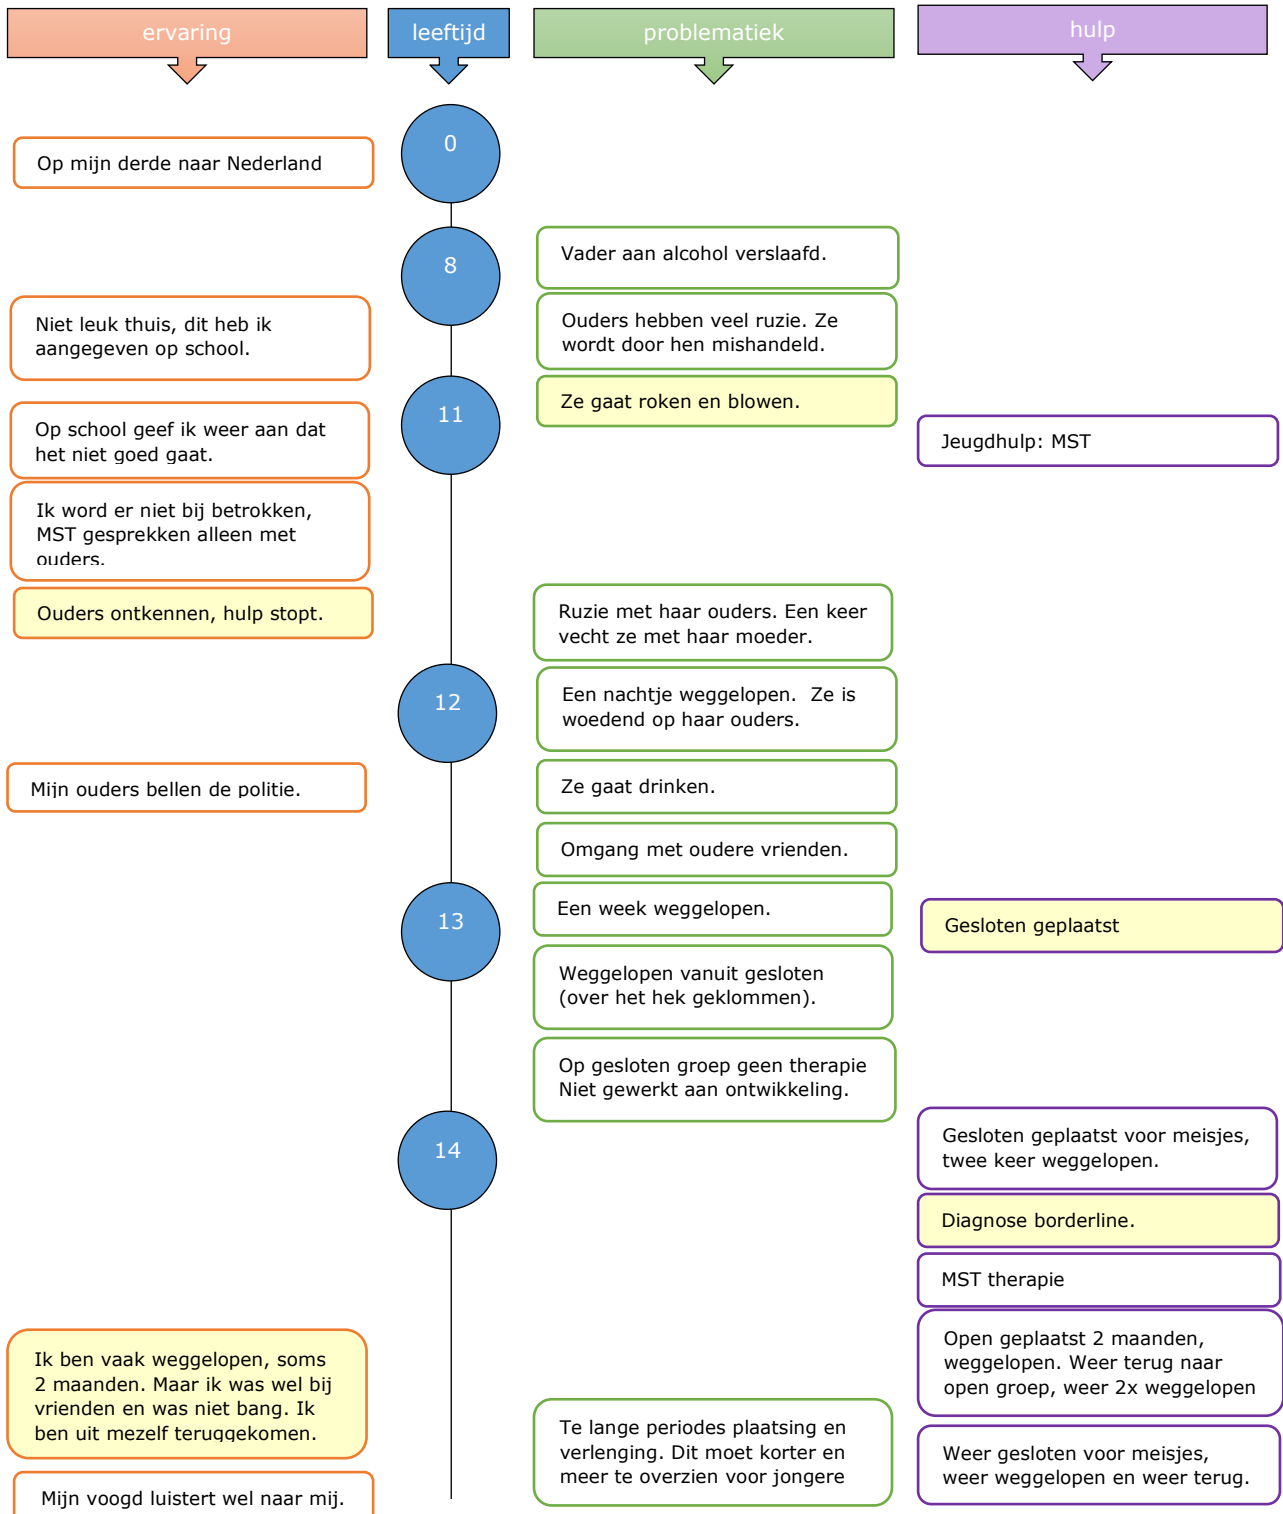 ervaring
leeftijd
problematiek
hulp
0
Op mijn derde naar Nederland
8
Vader aan alcohol verslaafd.
Niet leuk thuis, dit heb ik
aangegeven op school.
Ouders hebben veel ruzie. Ze
wordt door hen mishandeld.
11
Ze gaat roken en blowen.
Op school geef ik weer aan dat
het niet goed gaat.
Jeugdhulp: MST
Ik word er niet bij betrokken,
MST gesprekken alleen met
ouders.
Ouders ontkennen, hulp stopt.
Ruzie met haar ouders. Een keer
vecht ze met haar moeder.
12
Een nachtje weggelopen.  Ze is
woedend op haar ouders.
Mijn ouders bellen de politie.
Ze gaat drinken.
Omgang met oudere vrienden.
13
Een week weggelopen.
Gesloten geplaatst
Weggelopen vanuit gesloten
(over het hek geklommen).
Op gesloten groep geen therapie
Niet gewerkt aan ontwikkeling.
14
Gesloten geplaatst voor meisjes,
twee keer weggelopen.
Diagnose borderline.
MST therapie
Open geplaatst 2 maanden,
weggelopen. Weer terug naar
open groep, weer 2x weggelopen
Ik ben vaak weggelopen, soms
2 maanden. Maar ik was wel bij
vrienden en was niet bang. Ik
ben uit mezelf teruggekomen.
Te lange periodes plaatsing en
verlenging. Dit moet korter en
meer te overzien voor jongere
Weer gesloten voor meisjes,
weer weggelopen en weer terug.
Mijn voogd luistert wel naar mij.